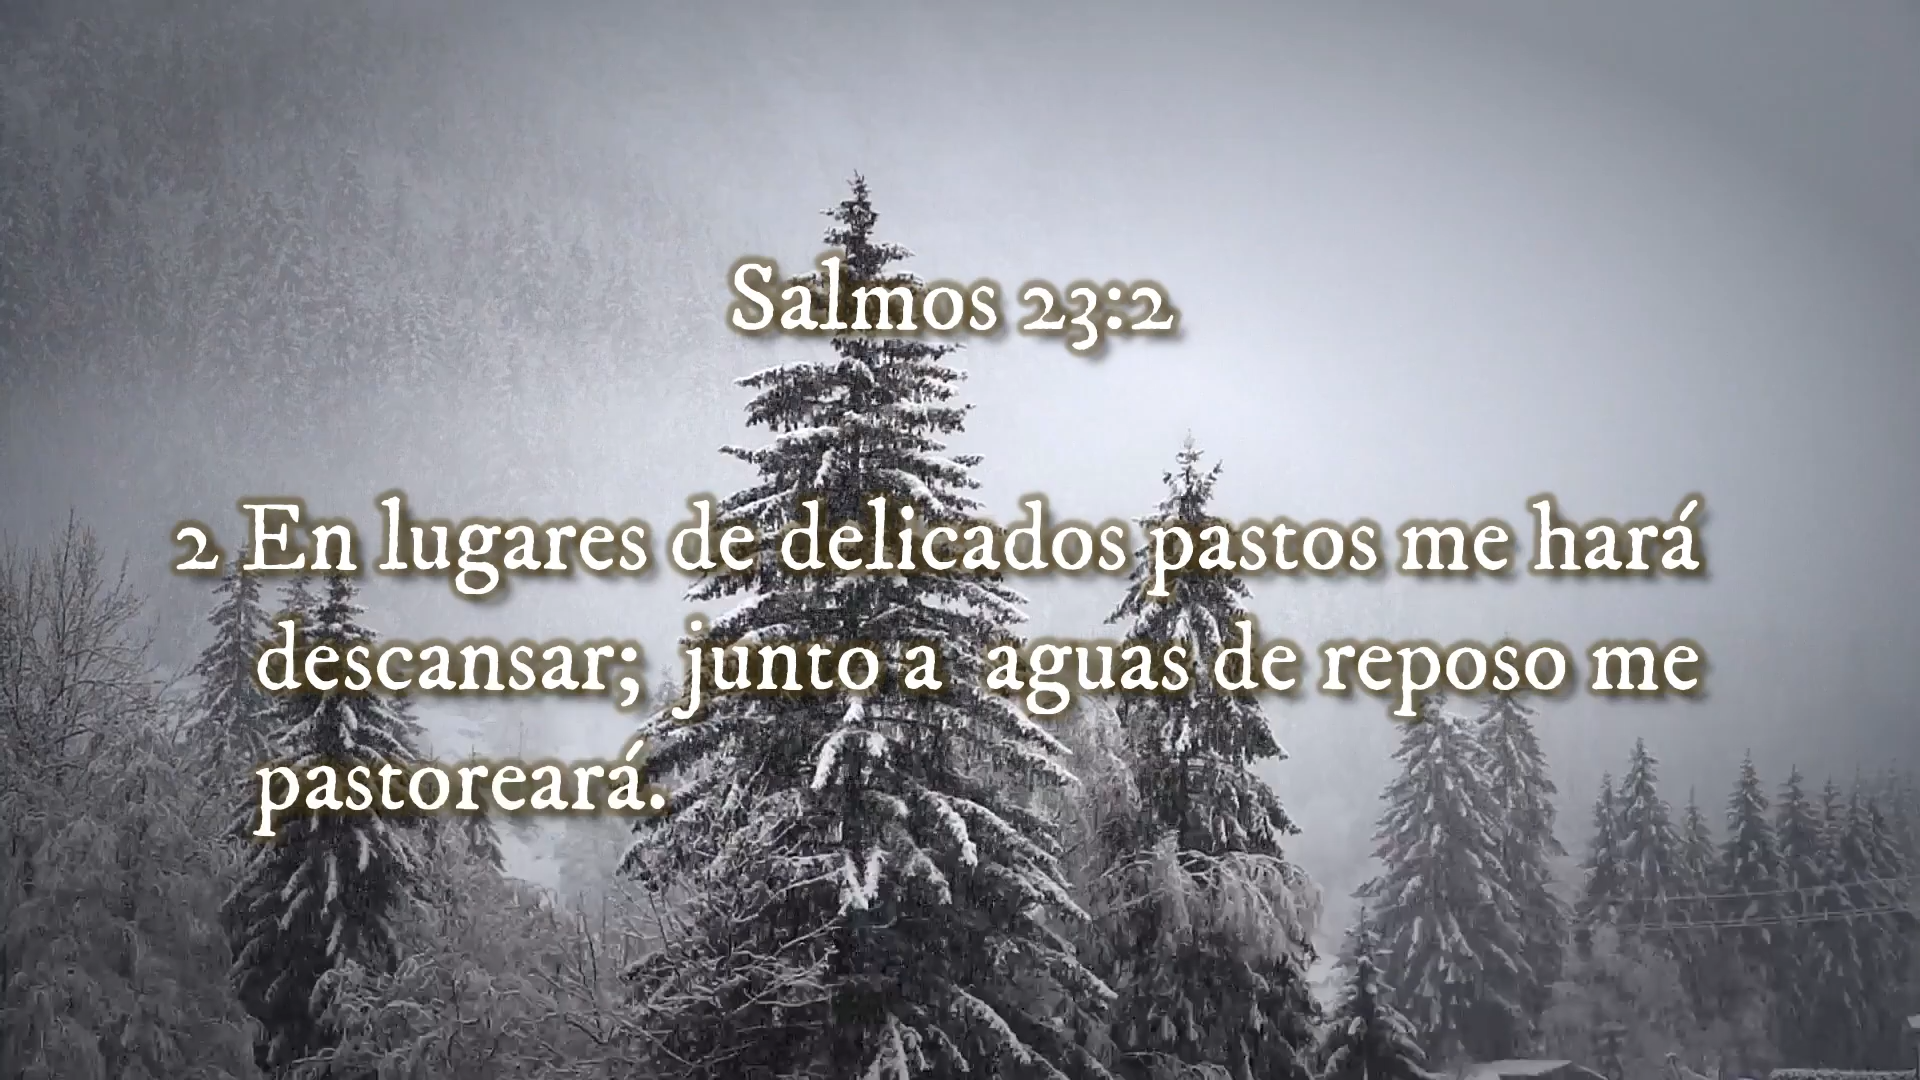 Salmos 23:2
2 En lugares de delicados pastos me hará
descansar; junto a aguas de reposo me
pastoreará.